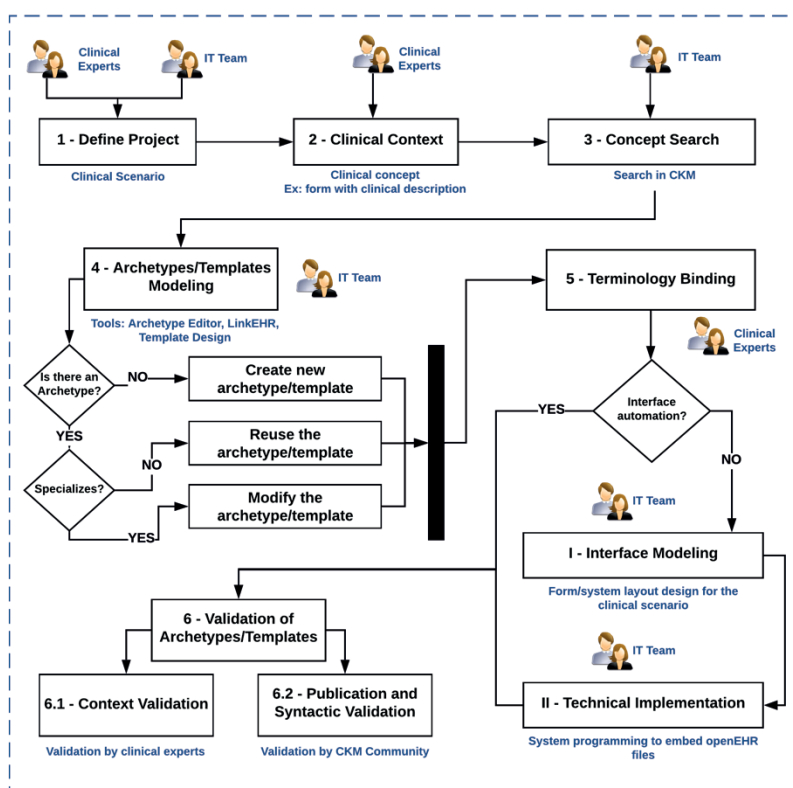 Clinical
Experts
IT Team
Clinical
Experts
IT Team
1 - Define Project
2 - Clinical Context
3 - Concept Search
Clinical Scenario
Clinical concept
Ex: form with clinical description
Search in CKM
4 - Archetypes/Templates
Modeling
IT Team
Tools: Archetype Editor, LinkEHR,
Template Design
5 - Terminology Binding
Clinical
Experts
Is there an
Archetype?
NO
Create new
archetype/template
YES
Reuse the
archetype/template
NO
Specializes?
Modify the
archetype/template
YES
Interface
automation?
YES
NO
IT Team
I - Interface Modeling
Form/system layout design for the
clinical scenario
IT Team
II - Technical Implementation
System programming to embed openEHR
files
6 - Validation of
Archetypes/Templates
6.1 - Context Validation
6.2 - Publication and
Syntactic Validation
Validation by clinical experts
Validation by CKM Community